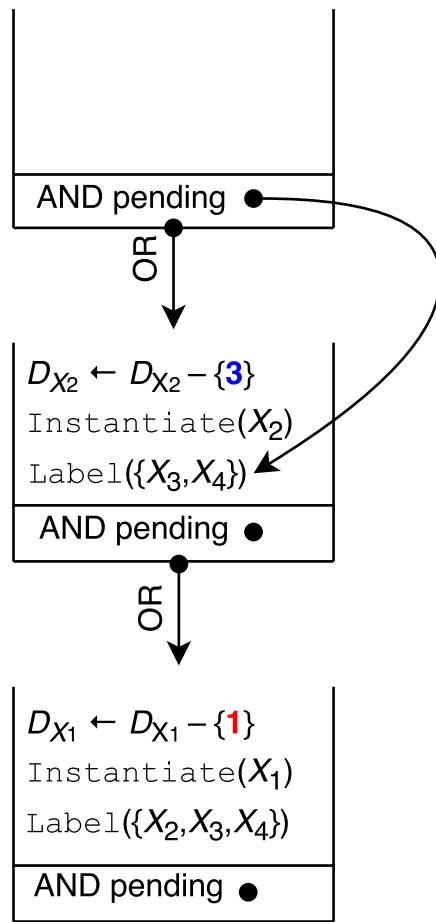 AND pending
OR
D_X2 ← D_X2 – {3}
Instantiate(X2)
Label({X3,X4})
AND pending
OR
D_X1 ← D_X1 – {1}
Instantiate(X1)
Label({X2,X3,X4})
AND pending